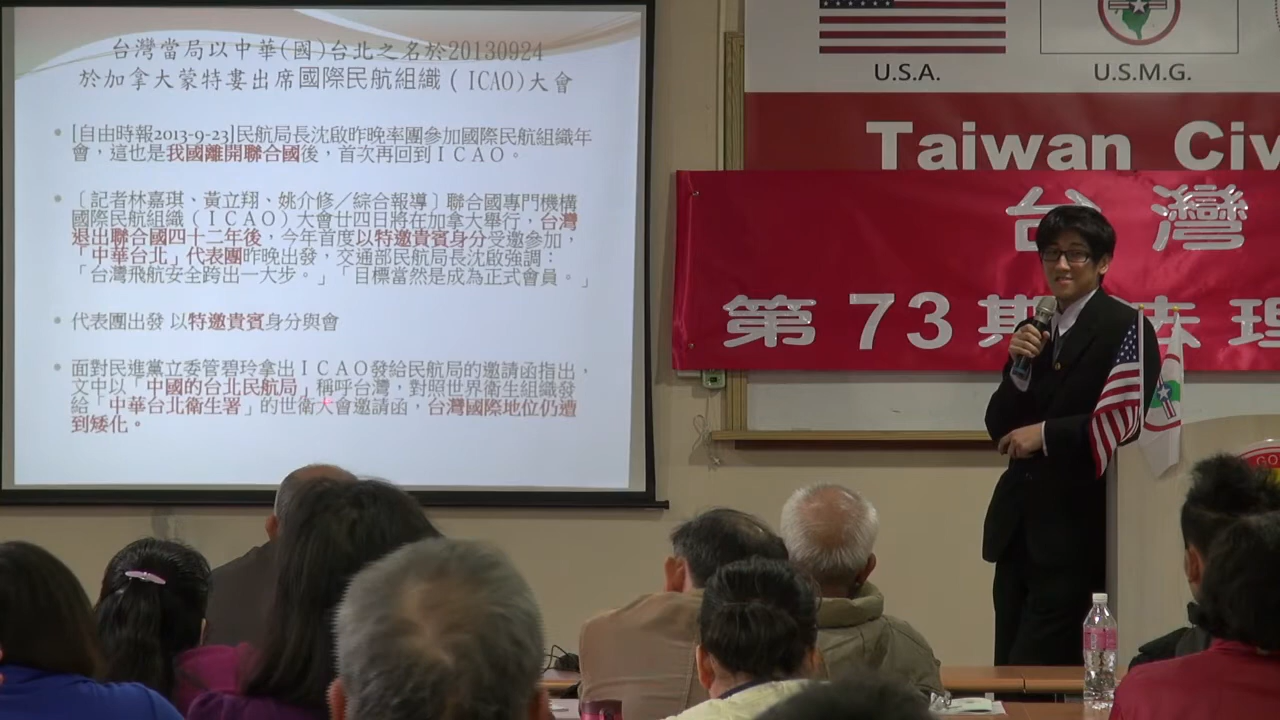 台灣當局以中華(國)台北之名於20130924
於加拿大蒙特婁出席國際民航組織（ICAO)大會
• [自由時報2013-9-23]民航局長沈啟昨晚率團參加國際民航組織年
會，這也是我國離開聯合國後，首次再回到ＩＣＡＯ。
• 〔記者林嘉琪、黃立翔、姚介修／綜合報導〕聯合國專門機構
國際民航組織（ＩＣＡＯ）大會廿四日將在加拿大舉行，台灣
退出聯合國四十二年後，今年首度以特邀貴賓身分受邀參加，
「中華台北」代表團昨晚出發，交通部民航局長沈啟強調：
「台灣飛航安全跨出一大步。」「目標當然是成為正式會員。」
• 代表團出發 以特邀貴賓身分與會
• 面對民進黨立委管碧玲拿出ＩＣＡＯ發給民航局的邀請函指出，
文中以「中國的台北民航局」稱呼台灣，對照世界衛生組織發
給「中華台北衛生署」的世衛大會邀請函，台灣國際地位仍遭
到矮化。
U.S.A.
U.S.M.G.
Taiwan Civ
台灣
第73期法理
GO